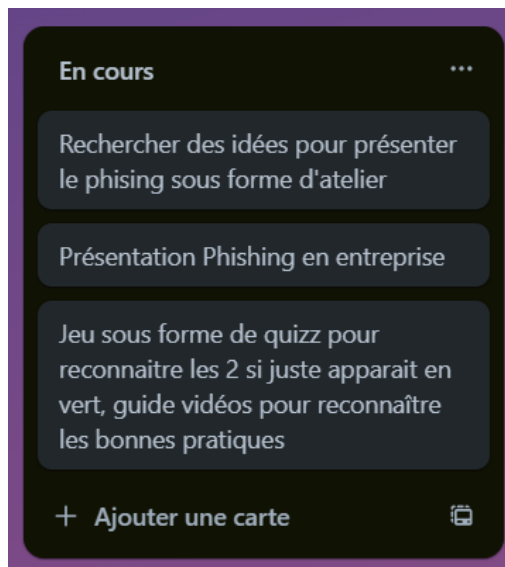 En cours
Rechercher des idées pour présenter
le phising sous forme d'atelier
Présentation Phishing en entreprise
Jeu sous forme de quizz pour
reconnaitre les 2 si juste apparait en
vert, guide vidéos pour reconnaître
les bonnes pratiques
+ Ajouter une carte